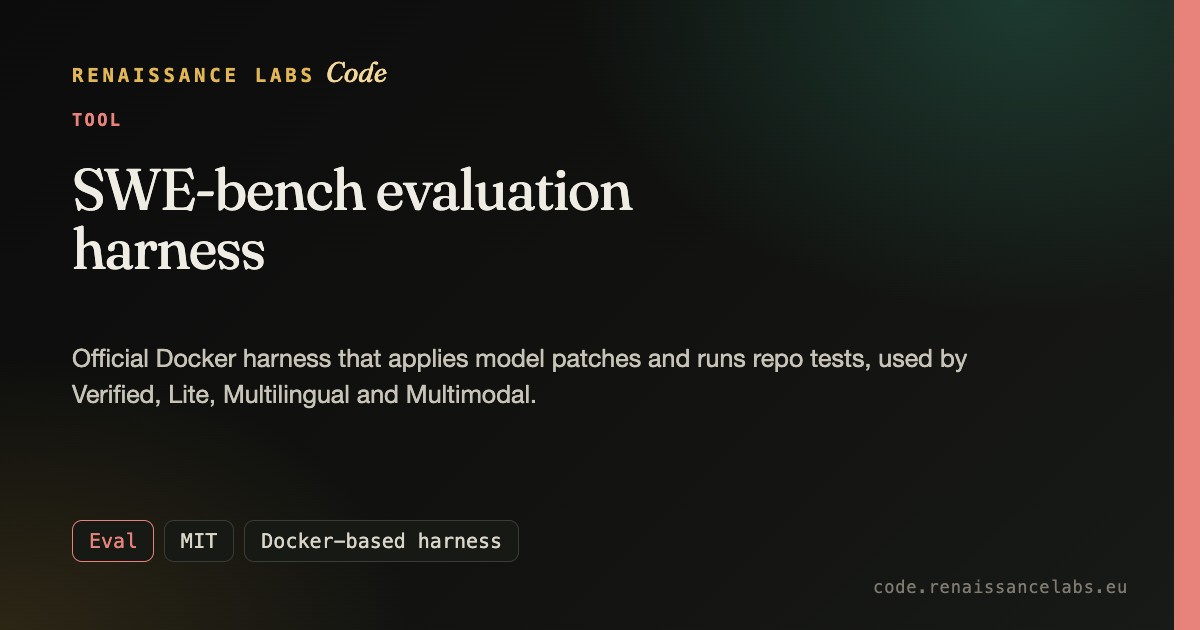 RENAISSANCE LABS Code
TOOL
SWE-bench evaluation
harness
Official Docker harness that applies model patches and runs repo tests, used by
Verified, Lite, Multilingual and Multimodal.
Eval MIT Docker-based harness
code.renaissancelabs.eu